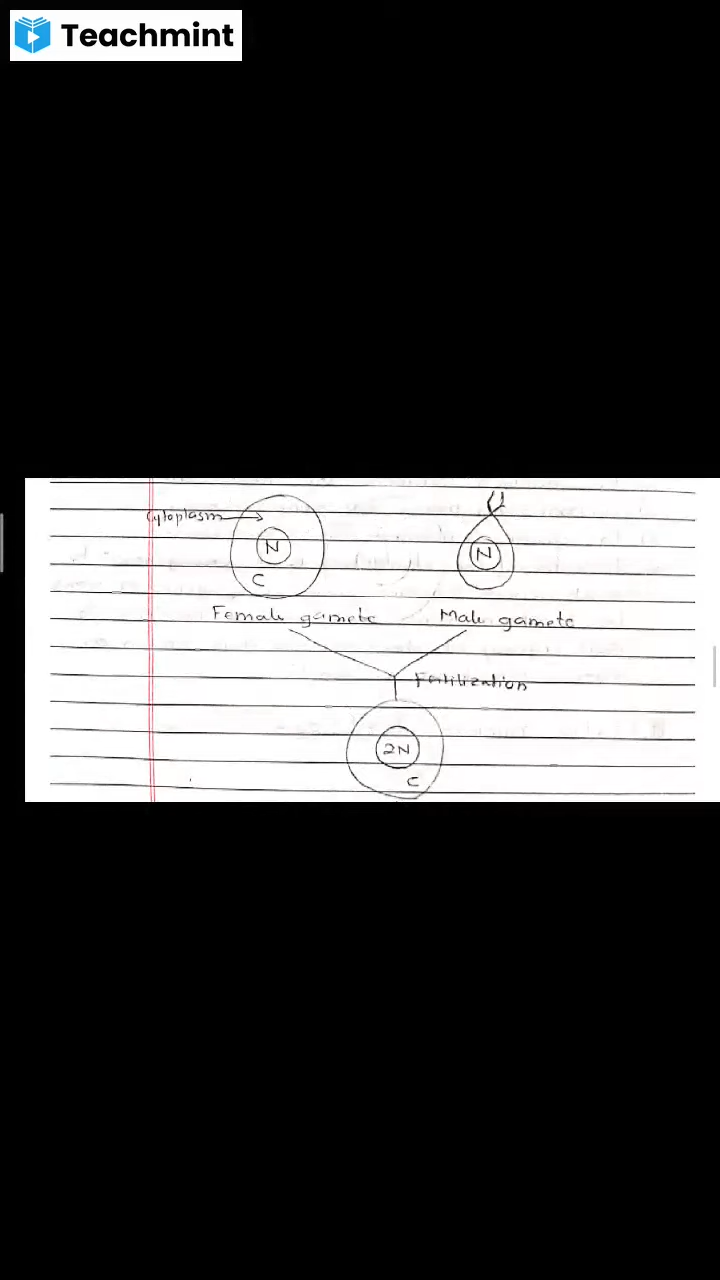 Teachmint
Cytoplasm
N
N
C
Female gamete
Male gamete
Fertilization
2N
C